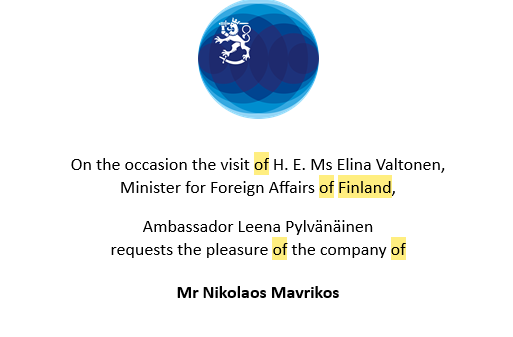 On the occasion the visit of H. E. Ms Elina Valtonen,
Minister for Foreign Affairs of Finland,
Ambassador Leena Pylvänäinen
requests the pleasure of the company of
Mr Nikolaos Mavrikos